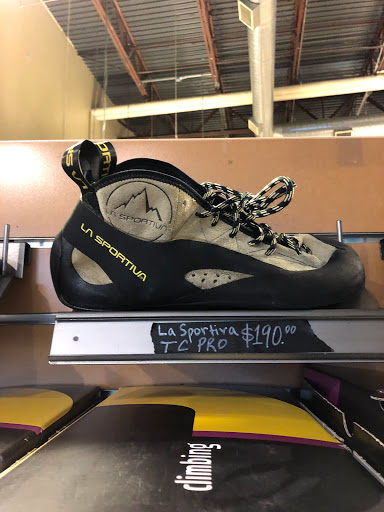 LA SPORTIVA
LA SPORTIVA
La Sportiva $190.00
TC PRO
climbing